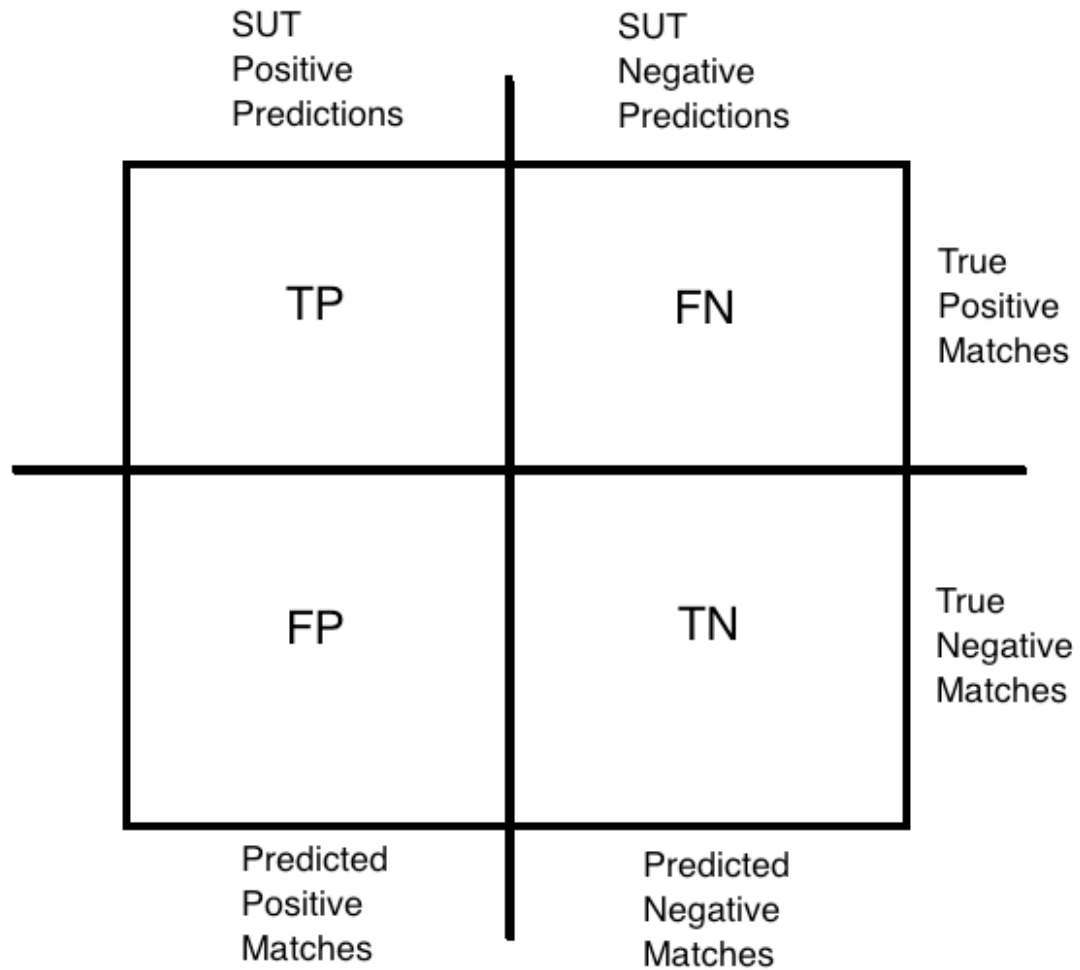 SUT
Positive
Predictions
SUT
Negative
Predictions
TP
FN
True
Positive
Matches
FP
TN
True
Negative
Matches
Predicted
Positive
Matches
Predicted
Negative
Matches